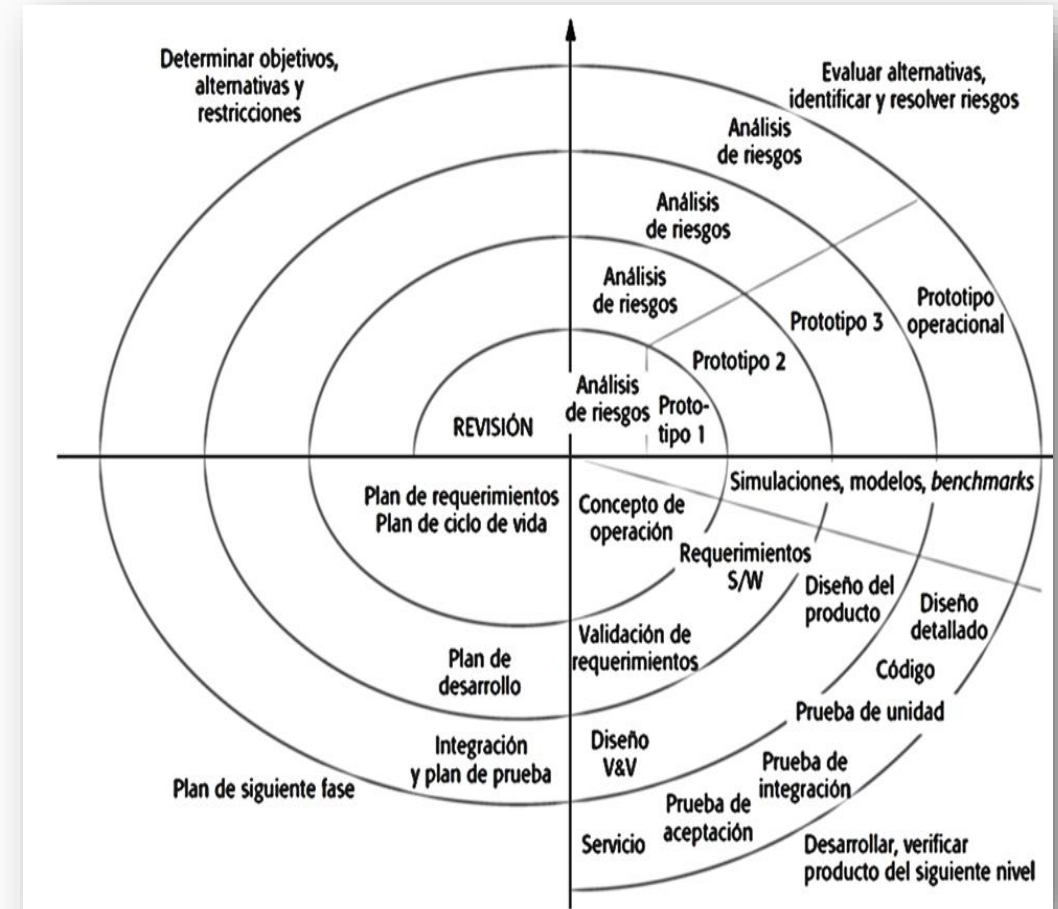 Determinar objetivos,
alternativas y
restricciones
Evaluar alternativas,
identificar y resolver riesgos
Análisis
de riesgos
Análisis
de riesgos
Análisis
de riesgos
Análisis
de riesgos
Proto-
tipo 1
Prototipo 2
Prototipo 3
Prototipo
operacional
REVISIÓN
Plan de requerimientos
Plan de ciclo de vida
Concepto de
operación
Simulaciones, modelos, benchmarks
Requerimientos
S/W
Diseño del
producto
Diseño
detallado
Código
Plan de
desarrollo
Validación de
requerimientos
Prueba de unidad
Integración
y plan de prueba
Diseño
V&V
Prueba de
integración
Plan de siguiente fase
Prueba de
aceptación
Servicio
Desarrollar, verificar
producto del siguiente nivel